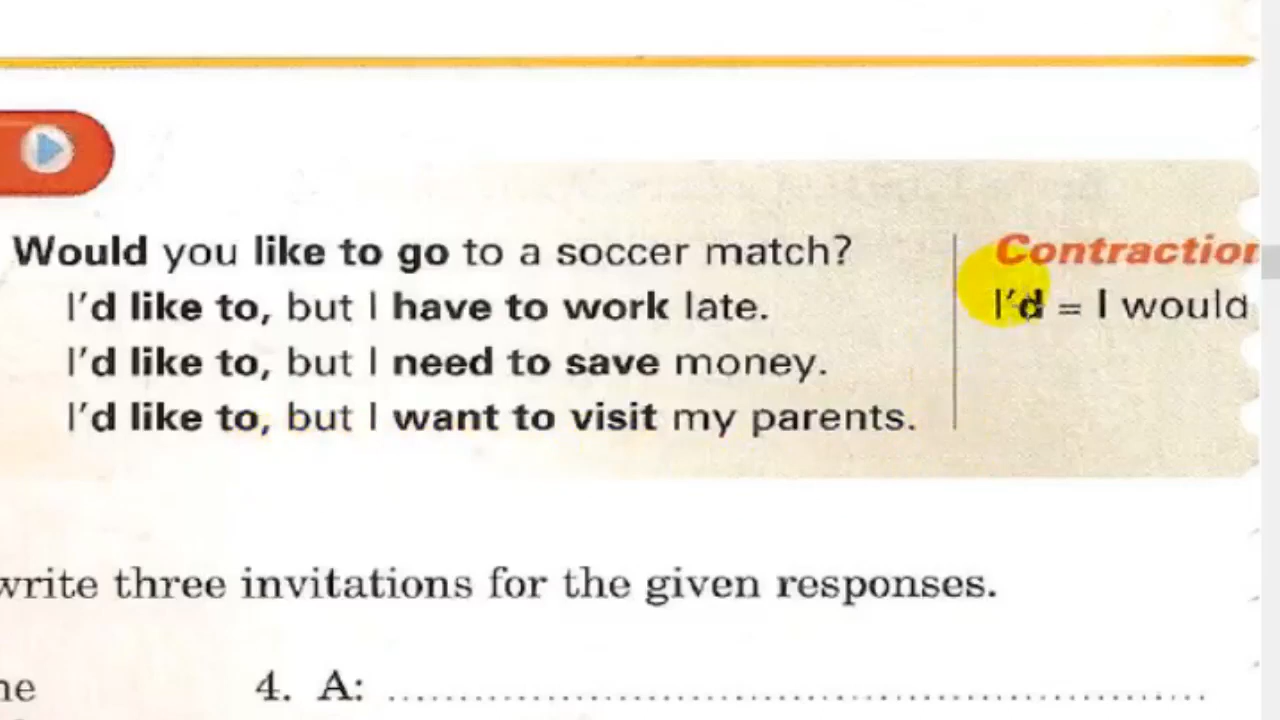 Would you like to go to a soccer match?
I'd like to, but I have to work late.
I'd like to, but I need to save money.
I'd like to, but I want to visit my parents.
Contraction
I'd = I would
write three invitations for the given responses.
4. A: